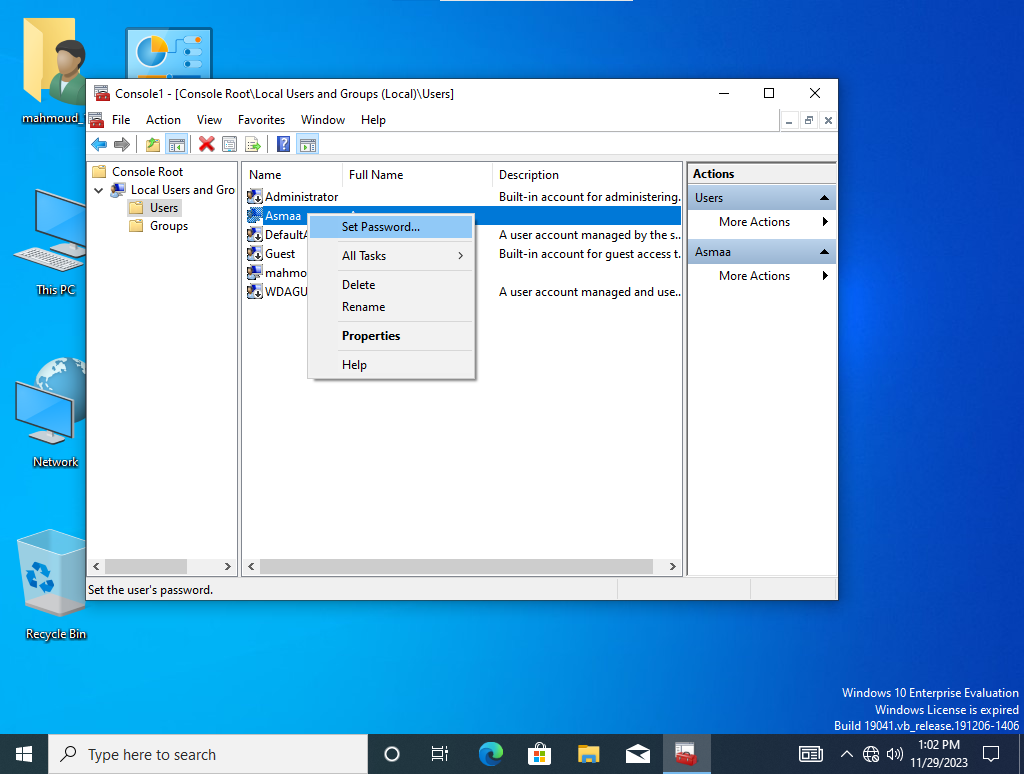 mahmoud_
Console1 - [Console Root\Local Users and Groups (Local)\Users]
File Action View Favorites Window Help
Console Root
Local Users and Gro
Users
Groups
Name Full Name Description
Administrator Built-in account for administering.
Asmaa
DefaultA A user account managed by the s..
Guest Built-in account for guest access t.
mahmo
WDAGU A user account managed and use..
Set Password...
All Tasks
Delete
Rename
Properties
Help
Actions
Users
More Actions
Asmaa
More Actions
Set the user's password.
This PC
Network
Recycle Bin
Windows 10 Enterprise Evaluation
Windows License is expired
Build 19041.vb_release.191206-1406
Type here to search
1:02 PM
11/29/2023